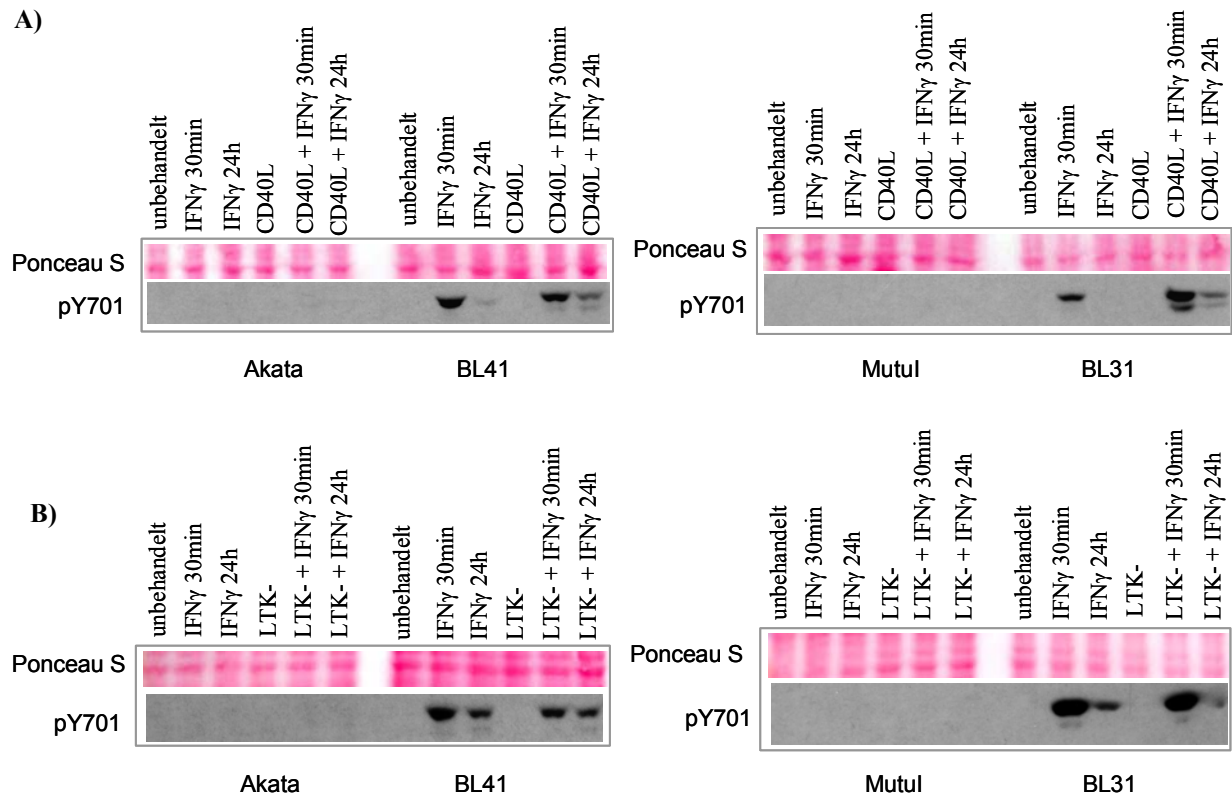 A)
unbehandelt
IFNγ 30min
IFNγ 24h
CD40L
CD40L + IFNγ 30min
CD40L + IFNγ 24h
unbehandelt
IFNγ 30min
IFNγ 24h
CD40L
CD40L + IFNγ 30min
CD40L + IFNγ 24h
Ponceau S
pY701
Akata
BL41
unbehandelt
IFNγ 30min
IFNγ 24h
CD40L
CD40L + IFNγ 30min
CD40L + IFNγ 24h
unbehandelt
IFNγ 30min
IFNγ 24h
CD40L
CD40L + IFNγ 30min
CD40L + IFNγ 24h
Ponceau S
pY701
MutuI
BL31
B)
unbehandelt
IFNγ 30min
IFNγ 24h
LTK-
LTK- + IFNγ 30min
LTK- + IFNγ 24h
unbehandelt
IFNγ 30min
IFNγ 24h
LTK-
LTK- + IFNγ 30min
LTK- + IFNγ 24h
Ponceau S
pY701
Akata
BL41
unbehandelt
IFNγ 30min
IFNγ 24h
LTK-
LTK- + IFNγ 30min
LTK- + IFNγ 24h
unbehandelt
IFNγ 30min
IFNγ 24h
LTK-
LTK- + IFNγ 30min
LTK- + IFNγ 24h
Ponceau S
pY701
MutuI
BL31